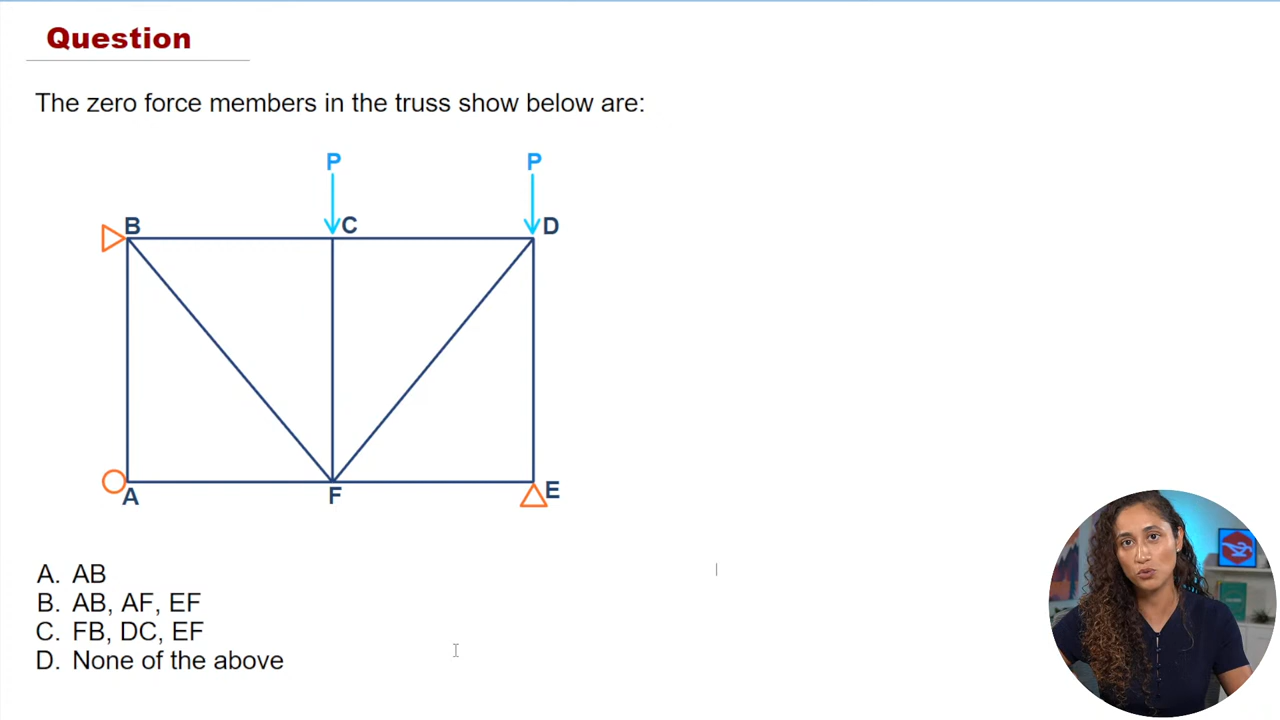 Question
The zero force members in the truss show below are:
P P
B C D
A F E
A. AB
B. AB, AF, EF
C. FB, DC, EF
D. None of the above